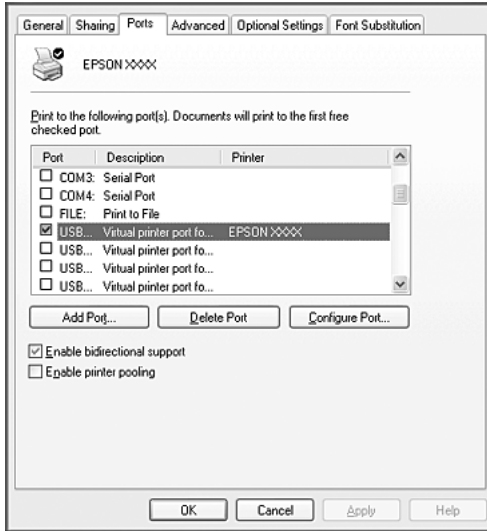 General Sharing Ports Advanced Optional Settings Font Substitution
EPSON XXXX
Print to the following port(s). Documents will print to the first free
checked port.
Port Description Printer
COM3: Serial Port
COM4: Serial Port
FILE: Print to File
USB... Virtual printer port fo... EPSON XXXX
USB... Virtual printer port fo...
USB... Virtual printer port fo...
USB... Virtual printer port fo...
Add Port... Delete Port Configure Port...
Enable bidirectional support
Enable printer pooling
OK Cancel Apply Help